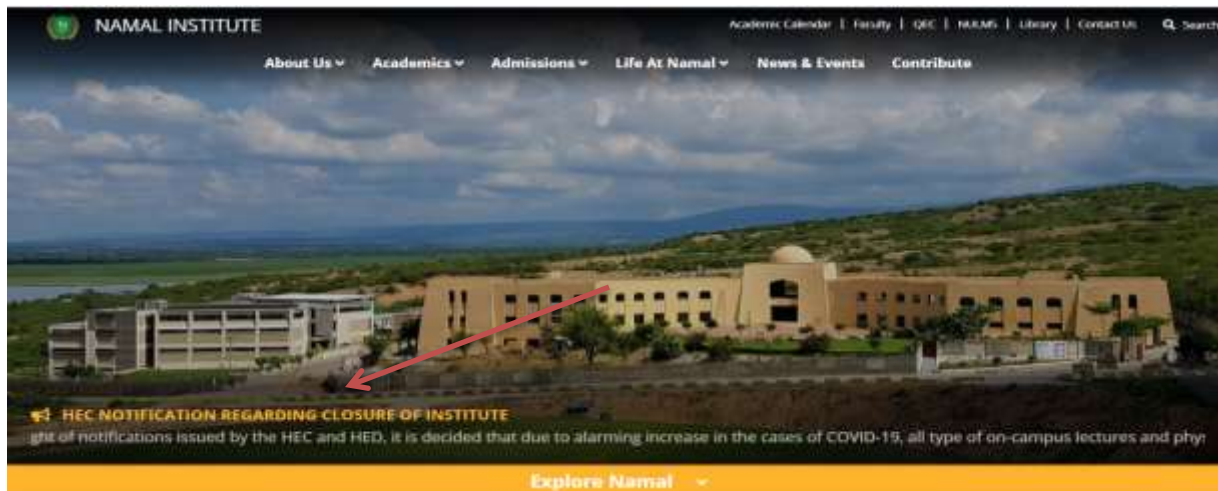 NAMAL INSTITUTE
Academic Calendar | Faculty | QEC | NULMS | Library | Contact Us Search
About Us Academics Admissions Life At Namal News & Events Contribute
HEC NOTIFICATION REGARDING CLOSURE OF INSTITUTE
ght of notifications issued by the HEC and HED, it is decided that due to alarming increase in the cases of COVID-19, all type of on-campus lectures and phy
Explore Namal